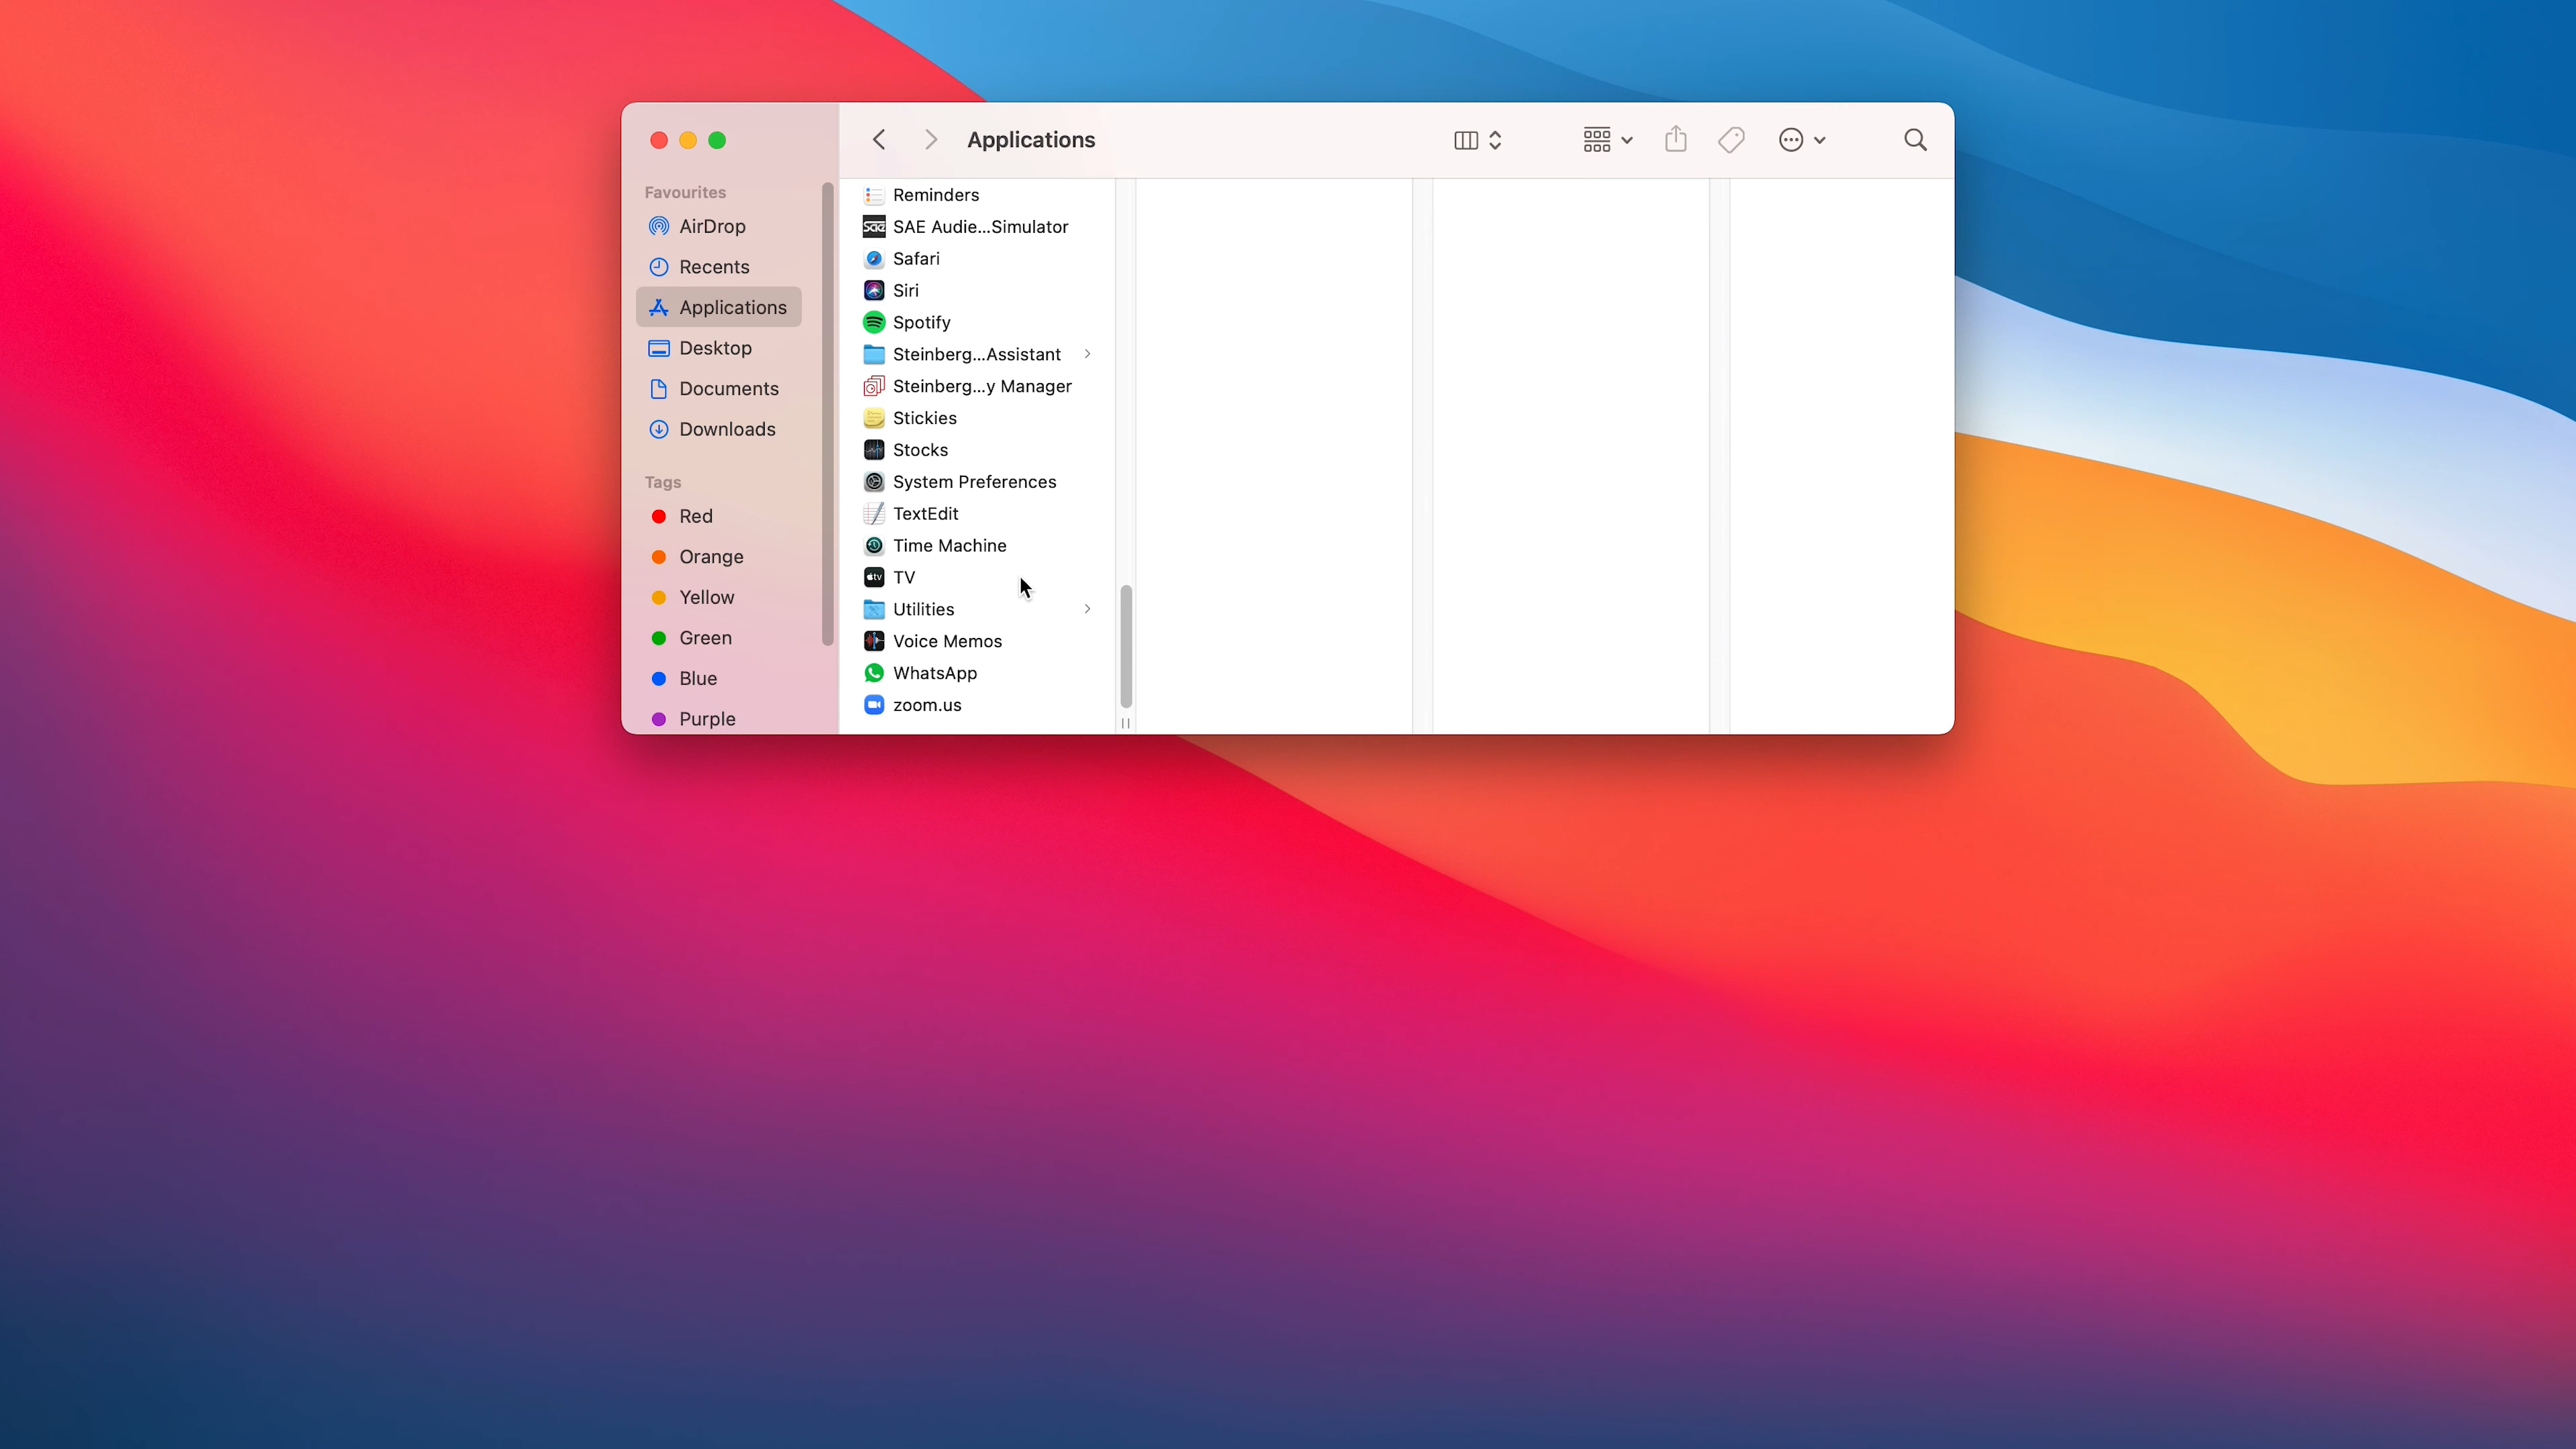 Applications
Favourites
AirDrop
Recents
Applications
Desktop
Documents
Downloads
Tags
Red
Orange
Yellow
Green
Blue
Purple
Reminders
SAE Audie...Simulator
Safari
Siri
Spotify
Steinberg...Assistant
Steinberg...y Manager
Stickies
Stocks
System Preferences
TextEdit
Time Machine
TV
Utilities
Voice Memos
WhatsApp
zoom.us